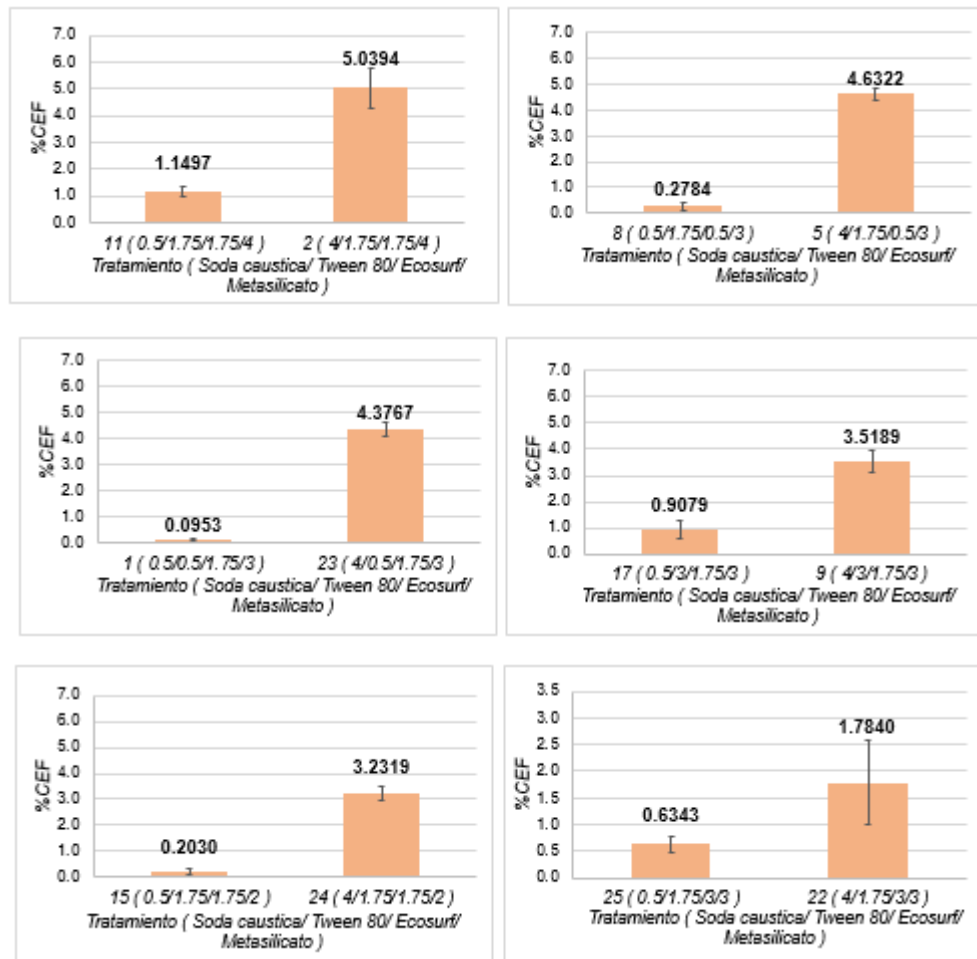 %CEF
7.0
6.0
5.0
4.0
3.0
2.0
1.0
0.0
1.1497
5.0394
11 ( 0.5/1.75/1.75/4 )
2 ( 4/1.75/1.75/4 )
Tratamiento ( Soda caustica/ Tween 80/ Ecosurf/
Metasilicato )
%CEF
7.0
6.0
5.0
4.0
3.0
2.0
1.0
0.0
0.2784
4.6322
8 ( 0.5/1.75/0.5/3 )
5 ( 4/1.75/0.5/3 )
Tratamiento ( Soda caustica/ Tween 80/ Ecosurf/
Metasilicato )
%CEF
7.0
6.0
5.0
4.0
3.0
2.0
1.0
0.0
0.0953
4.3767
1 ( 0.5/0.5/1.75/3 )
23 ( 4/0.5/1.75/3 )
Tratamiento ( Soda caustica/ Tween 80/ Ecosurf/
Metasilicato )
%CEF
7.0
6.0
5.0
4.0
3.0
2.0
1.0
0.0
0.9079
3.5189
17 ( 0.5/3/1.75/3 )
9 ( 4/3/1.75/3 )
Tratamiento ( Soda caustica/ Tween 80/ Ecosurf/
Metasilicato )
%CEF
7.0
6.0
5.0
4.0
3.0
2.0
1.0
0.0
0.2030
3.2319
15 ( 0.5/1.75/1.75/2 )
24 ( 4/1.75/1.75/2 )
Tratamiento ( Soda caustica/ Tween 80/ Ecosurf/
Metasilicato )
%CEF
3.5
3.0
2.5
2.0
1.5
1.0
0.5
0.0
0.6343
1.7840
25 ( 0.5/1.75/3/3 )
22 ( 4/1.75/3/3 )
Tratamiento ( Soda caustica/ Tween 80/ Ecosurf/
Metasilicato )